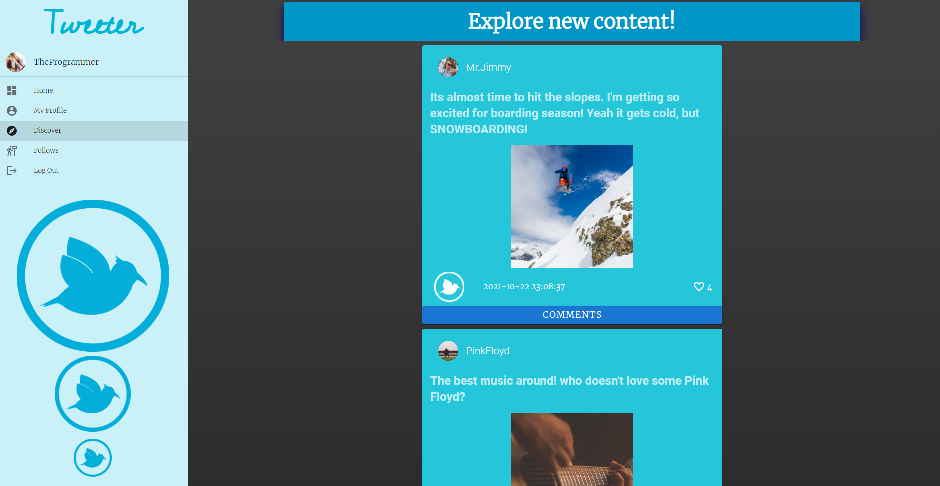 Tweeter
TheProgrammer
Home
My Profile
Discover
Follows
Log Out
Explore new content!
Mr.Jimmy
Its almost time to hit the slopes. I'm getting so
excited for boarding season! Yeah it gets cold, but
SNOWBOARDING!
2021-10-22 23:08:37
4
COMMENTS
PinkFloyd
The best music around! who doesn't love some Pink
Floyd?